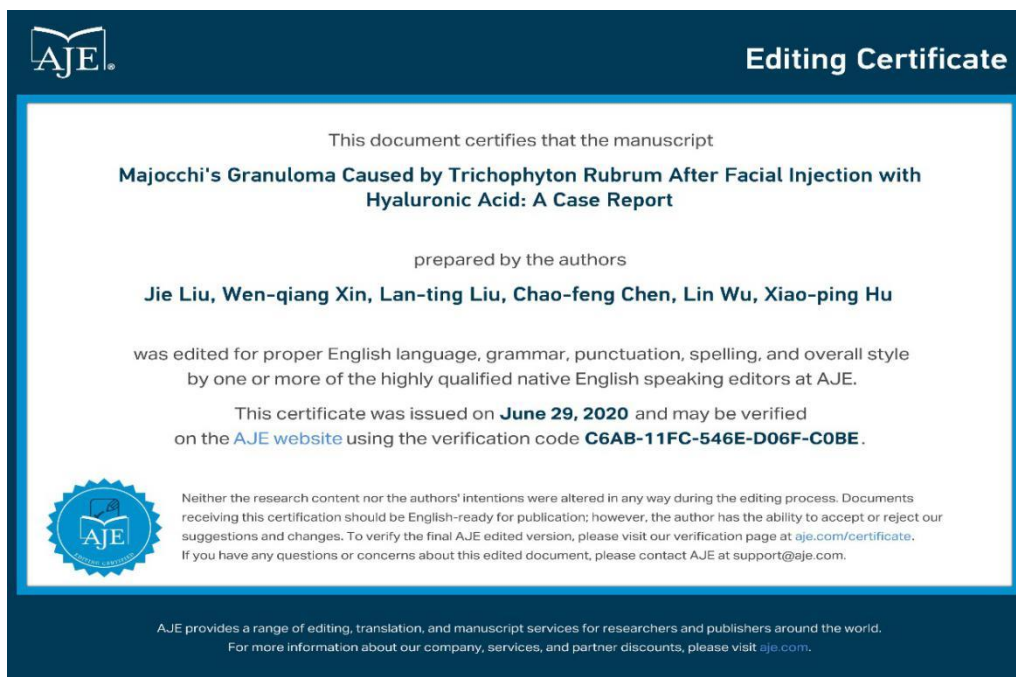 AJE®
Editing Certificate
This document certifies that the manuscript
Majocchi's Granuloma Caused by Trichophyton Rubrum After Facial Injection with
Hyaluronic Acid: A Case Report
prepared by the authors
Jie Liu, Wen-qiang Xin, Lan-ting Liu, Chao-feng Chen, Lin Wu, Xiao-ping Hu
was edited for proper English language, grammar, punctuation, spelling, and overall style
by one or more of the highly qualified native English speaking editors at AJE.
This certificate was issued on June 29, 2020 and may be verified
on the AJE website using the verification code C6AB-11FC-546E-D06F-C0BE.
AJE
EDITING CERTIFIED
Neither the research content nor the authors' intentions were altered in any way during the editing process. Documents
receiving this certification should be English-ready for publication; however, the author has the ability to accept or reject our
suggestions and changes. To verify the final AJE edited version, please visit our verification page at aje.com/certificate.
If you have any questions or concerns about this edited document, please contact AJE at support@aje.com.
AJE provides a range of editing, translation, and manuscript services for researchers and publishers around the world.
For more information about our company, services, and partner discounts, please visit aje.com.